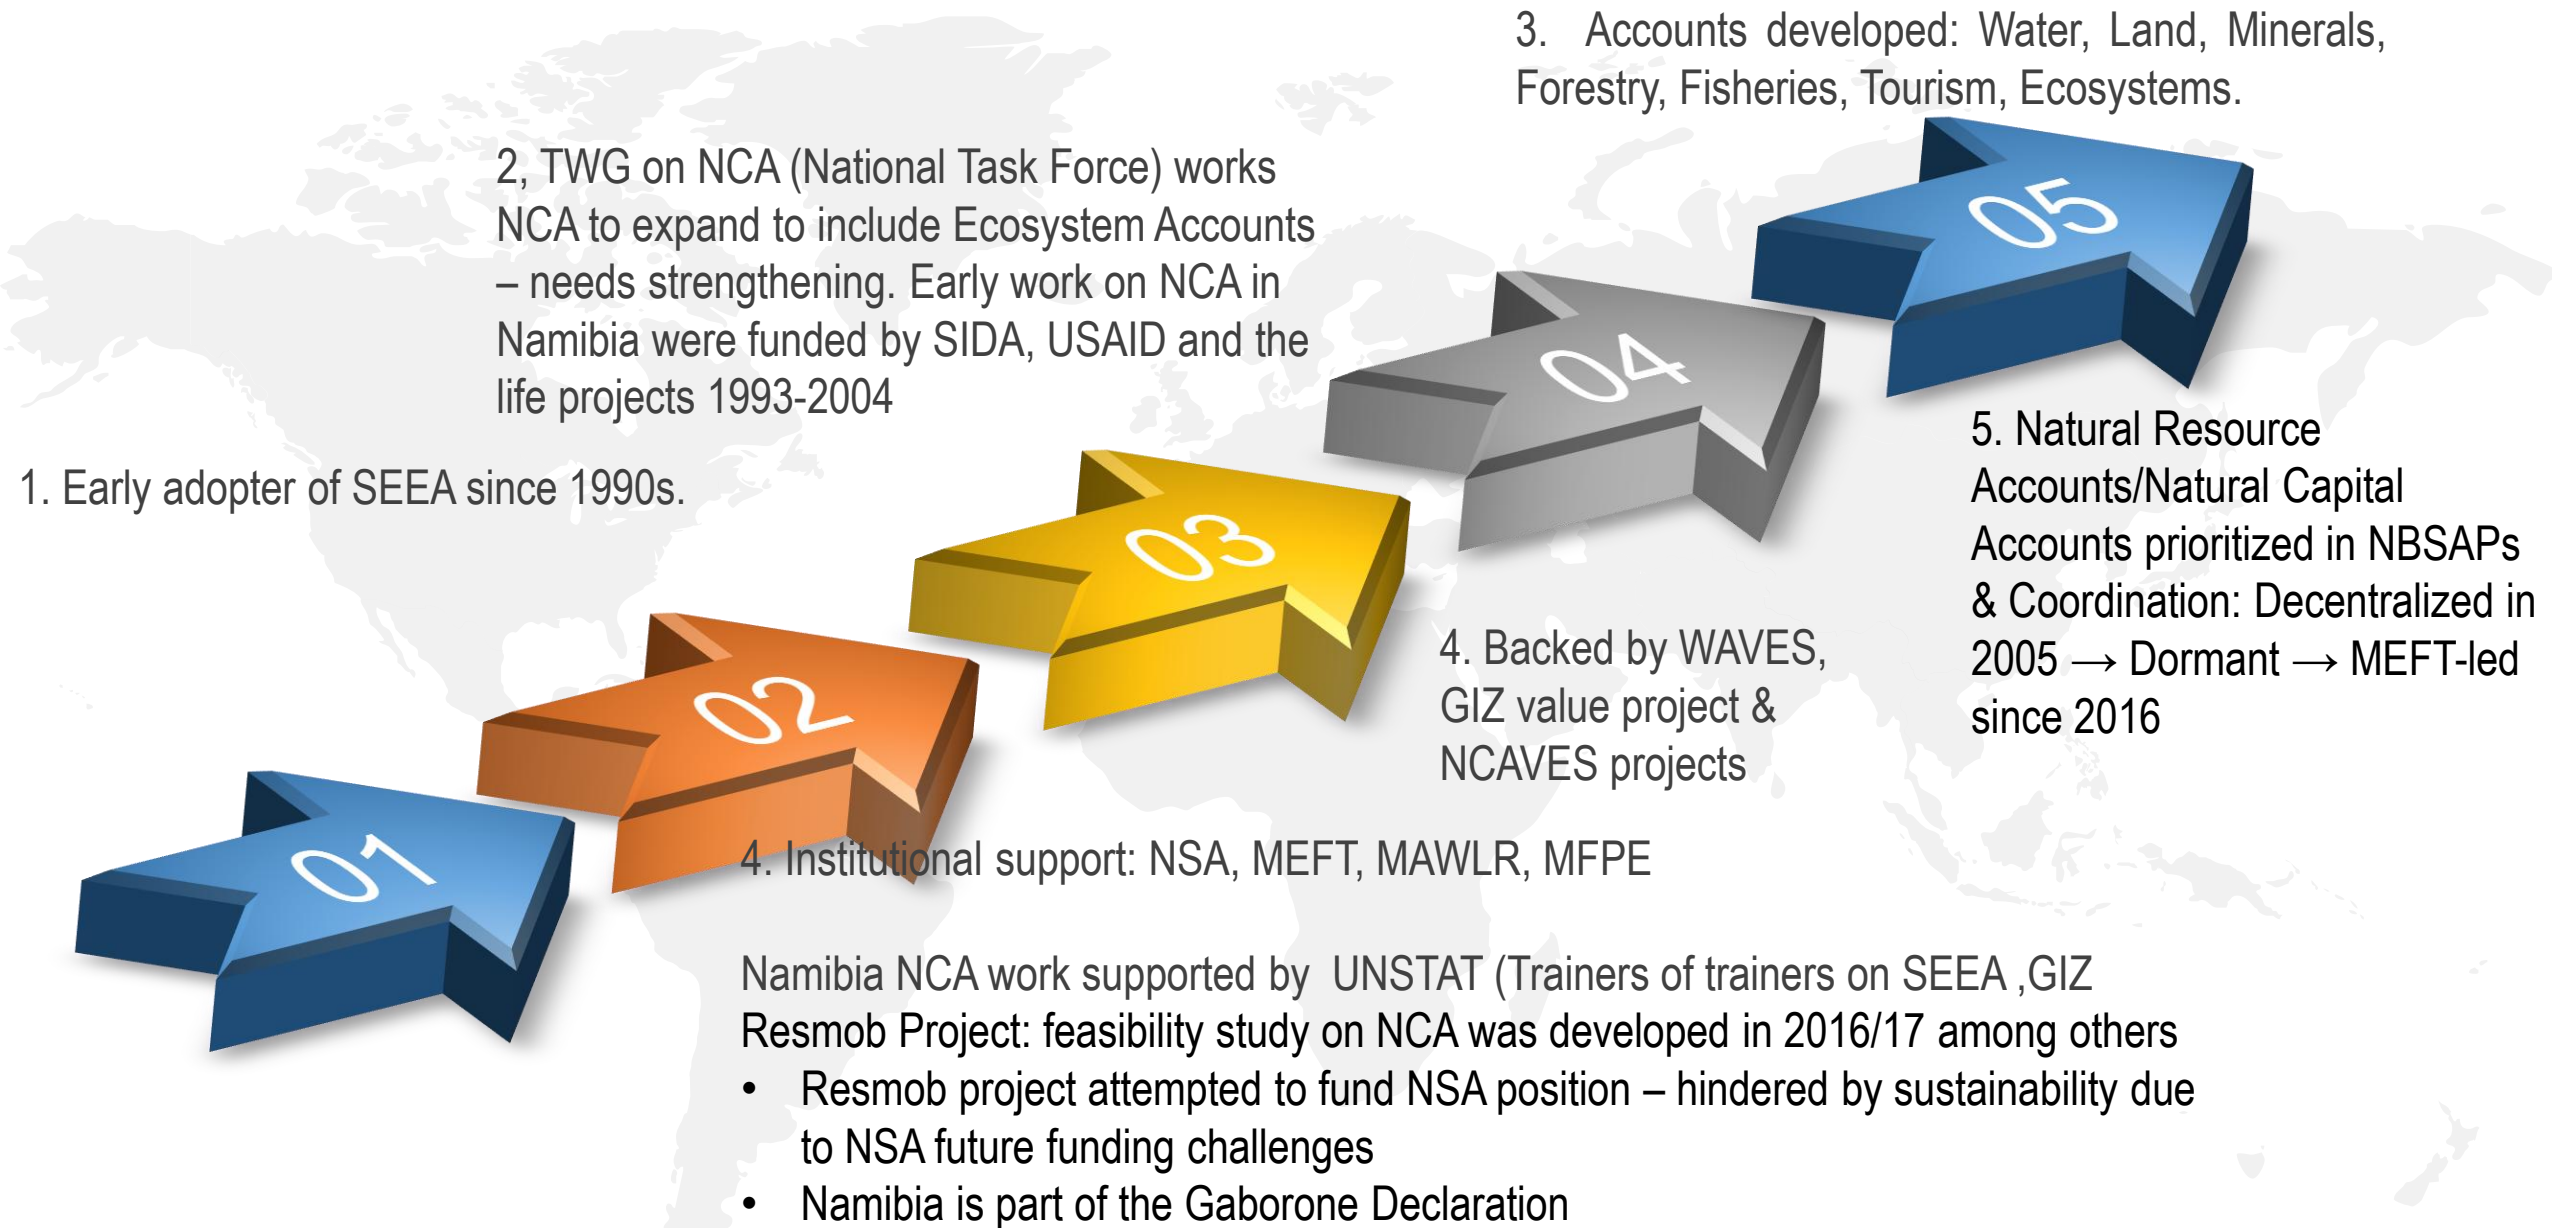 3. Accounts developed: Water, Land, Minerals,
Forestry, Fisheries, Tourism, Ecosystems.
2, TWG on NCA (National Task Force) works
NCA to expand to include Ecosystem Accounts
– needs strengthening. Early work on NCA in
Namibia were funded by SIDA, USAID and the
life projects 1993-2004
1. Early adopter of SEEA since 1990s.
05
04
03
02
01
5. Natural Resource
Accounts/Natural Capital
Accounts prioritized in NBSAPs
& Coordination: Decentralized in
2005 → Dormant → MEFT-led
since 2016
4. Backed by WAVES,
GIZ value project &
NCAVES projects
4. Institutional support: NSA, MEFT, MAWLR, MFPE
Namibia NCA work supported by UNSTAT (Trainers of trainers on SEEA ,GIZ
Resmob Project: feasibility study on NCA was developed in 2016/17 among others
• Resmob project attempted to fund NSA position – hindered by sustainability due
to NSA future funding challenges
• Namibia is part of the Gaborone Declaration